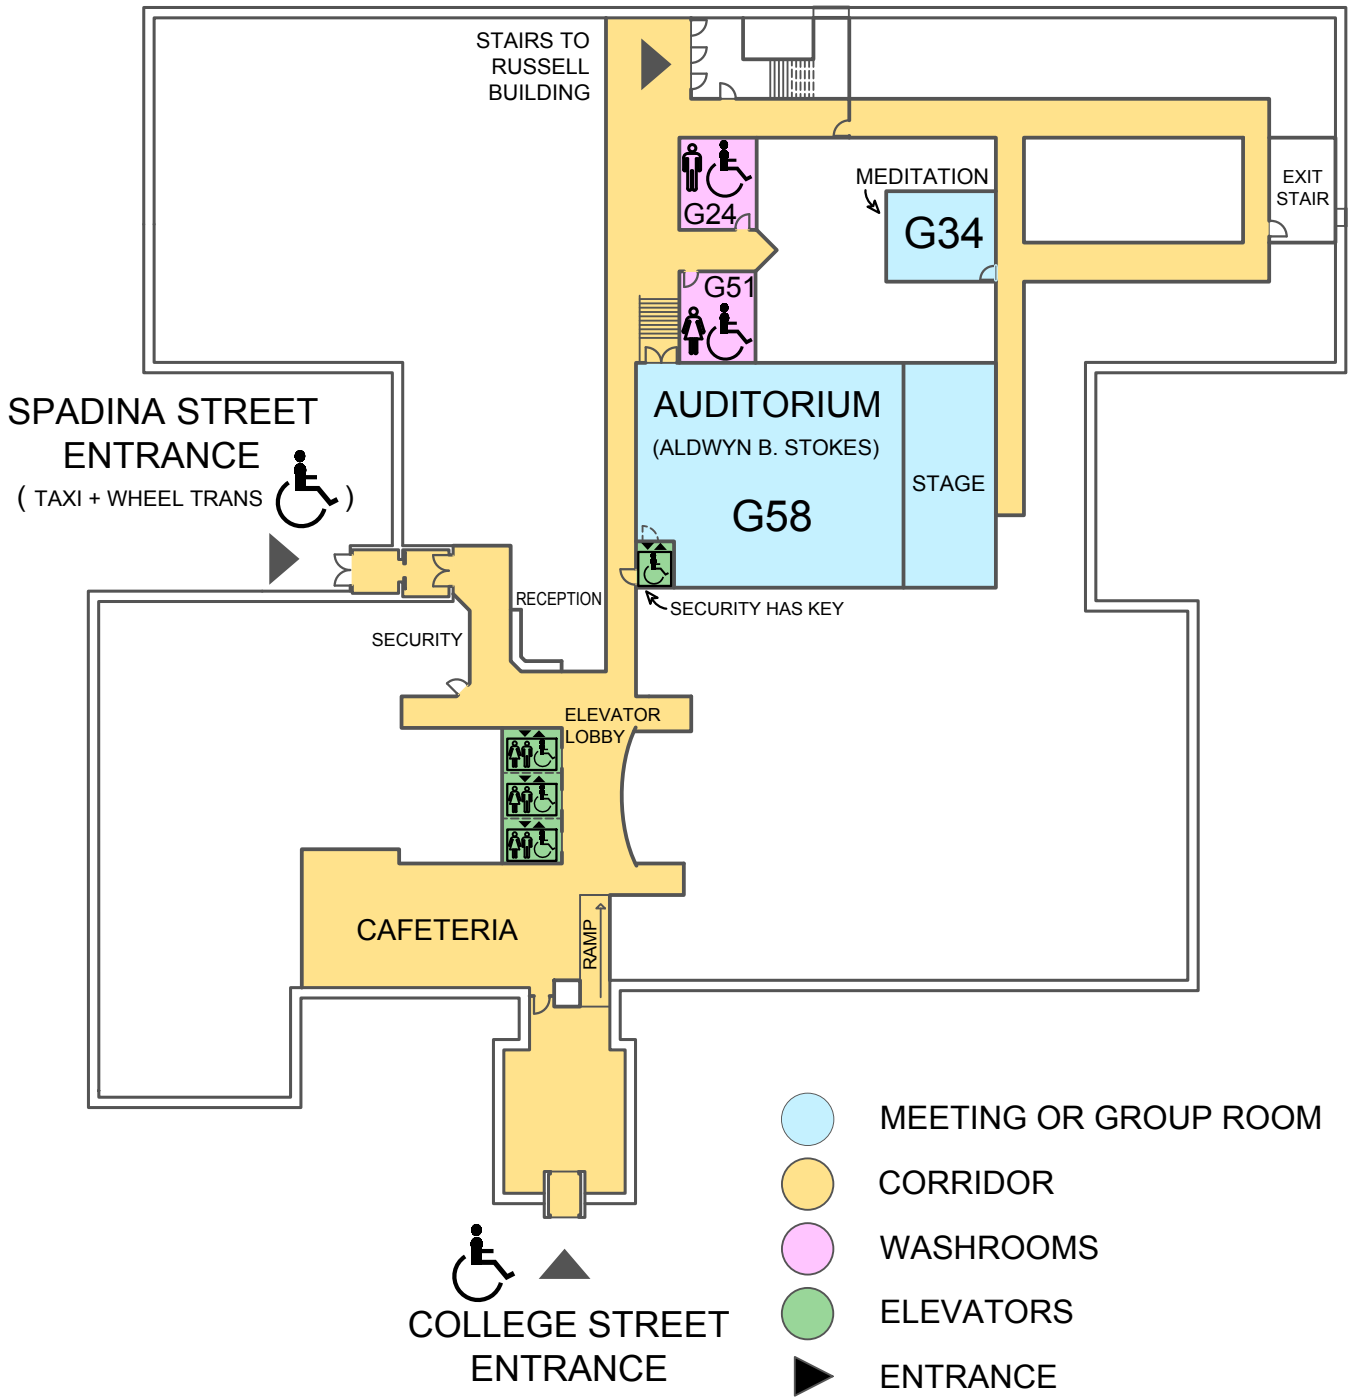 STAIRS TO
RUSSELL
BUILDING
MEDITATION
EXIT
STAIR
G24
G34
G51
SPADINA STREET
ENTRANCE
( TAXI + WHEEL TRANS )
AUDITORIUM
(ALDWYN B. STOKES)
STAGE
G58
RECEPTION
SECURITY HAS KEY
SECURITY
ELEVATOR
LOBBY
CAFETERIA
RAMP
MEETING OR GROUP ROOM
CORRIDOR
WASHROOMS
ELEVATORS
ENTRANCE
COLLEGE STREET
ENTRANCE